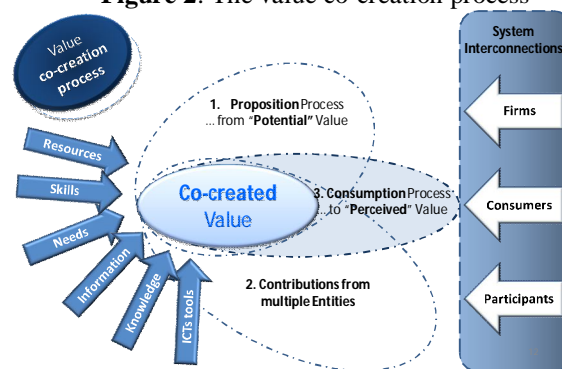 Figure 2: The value co-creation process
Value
co-creation
process
System
Interconnections
1. Proposition Process
... from “Potential” Value
Resources
Skills
Needs
Information
Knowledge
ICTs tools
Co-created
Value
3. Consumption Process
... to “Perceived” Value
2. Contributions from
multiple Entities
Firms
Consumers
Participants